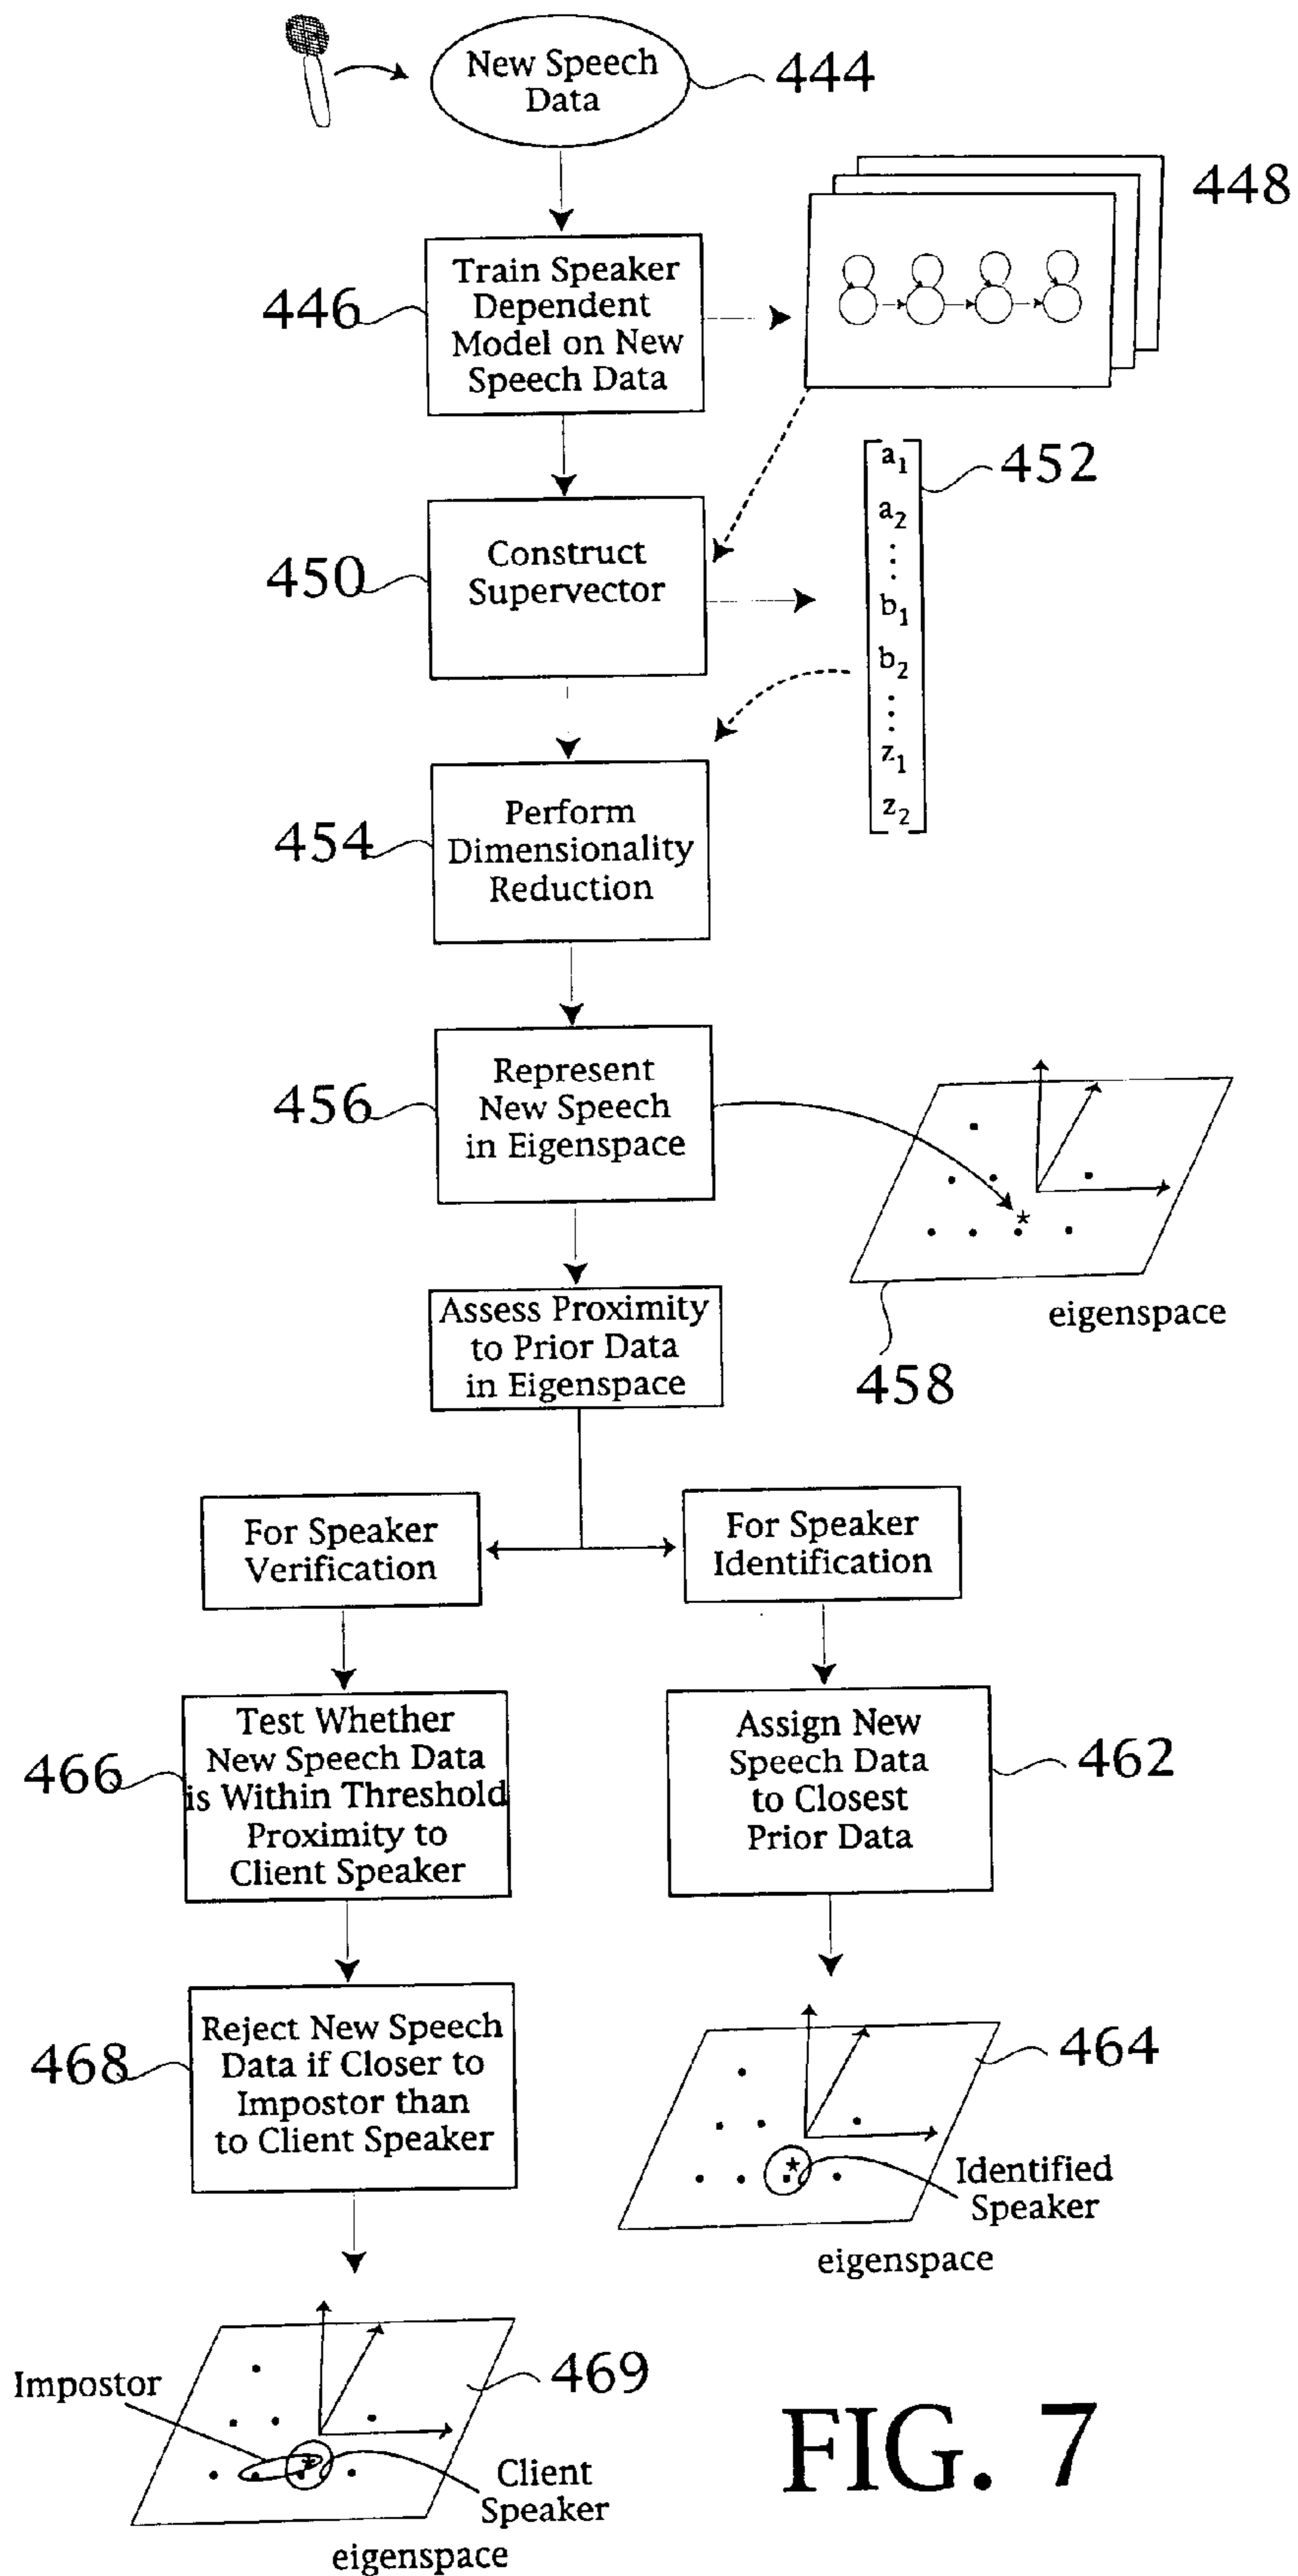 New Speech
Data
444
448
Train Speaker
Dependent
Model on New
Speech Data
446
a1
a2
b1
b2
z1
z2
452
Construct
Supervector
450
Perform
Dimensionality
Reduction
454
Represent
New Speech
in Eigenspace
456
eigenspace
458
Assess Proximity
to Prior Data
in Eigenspace
For Speaker
Verification
For Speaker
Identification
Test Whether
New Speech Data
is Within Threshold
Proximity to
Client Speaker
466
Assign New
Speech Data
to Closest
Prior Data
462
Reject New Speech
Data if Closer to
Impostor than
to Client Speaker
468
464
Identified
Speaker
eigenspace
Impostor
469
Client
Speaker
eigenspace
FIG. 7